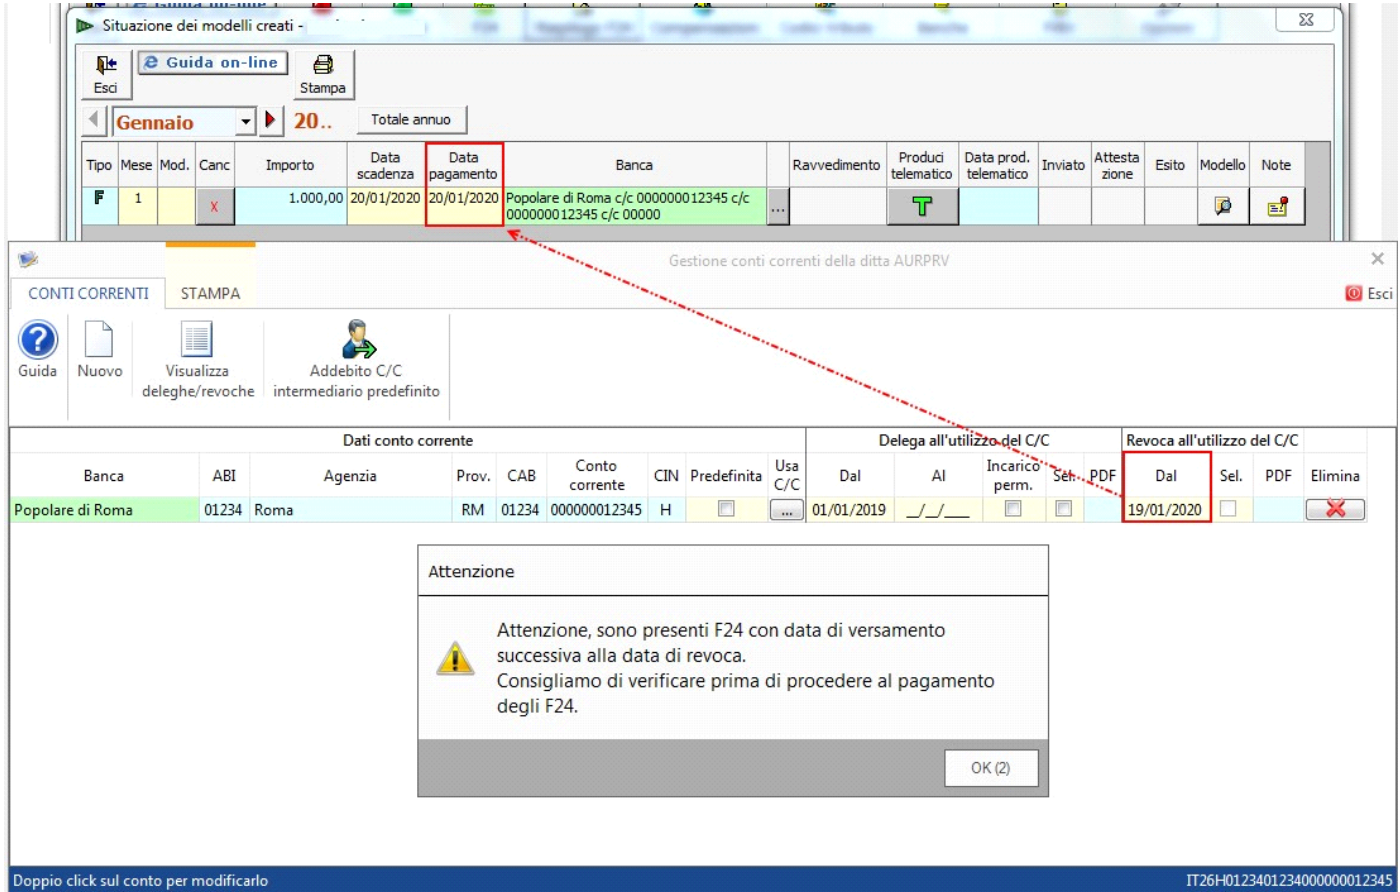 Situazione dei modelli creati -
Esci
Guida on-line
Stampa
Gennaio
20..
Totale annuo
Tipo Mese Mod. Canc Importo Data scadenza Data pagamento Banca Ravvedimento Produci telematico Data prod. telematico Inviato Attesta zione Esito Modello Note
F 1 X 1.000,00 20/01/2020 20/01/2020 Popolare di Roma c/c 000000012345 c/c ... T
000000012345 c/c 00000
Gestione conti correnti della ditta AURPRV
CONTI CORRENTI STAMPA
Esci
Guida
Nuovo
Visualizza
deleghe/revoche
Addebito C/C
intermediario predefinito
Dati conto corrente Delega all'utilizzo del C/C Revoca all'utilizzo del C/C
Banca ABI Agenzia Prov. CAB Conto corrente CIN Predefinita Usa C/C Dal Al Incarico perm. Sel. PDF Dal Sel. PDF Elimina
Popolare di Roma 01234 Roma RM 01234 000000012345 H ... 01/01/2019 _/_/___ 19/01/2020
Attenzione
Attenzione, sono presenti F24 con data di versamento
successiva alla data di revoca.
Consigliamo di verificare prima di procedere al pagamento
degli F24.
OK (2)
Doppio click sul conto per modificarlo
IT26H0123401234000000012345